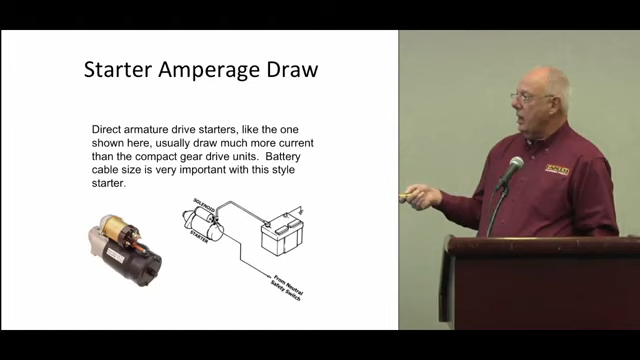 Starter Amperage Draw
Direct armature drive starters, like the one
shown here, usually draw much more current
than the compact gear drive units.  Battery
cable size is very important with this style
starter.
SOLENOID
STARTER
From Neutral
Safety Switch